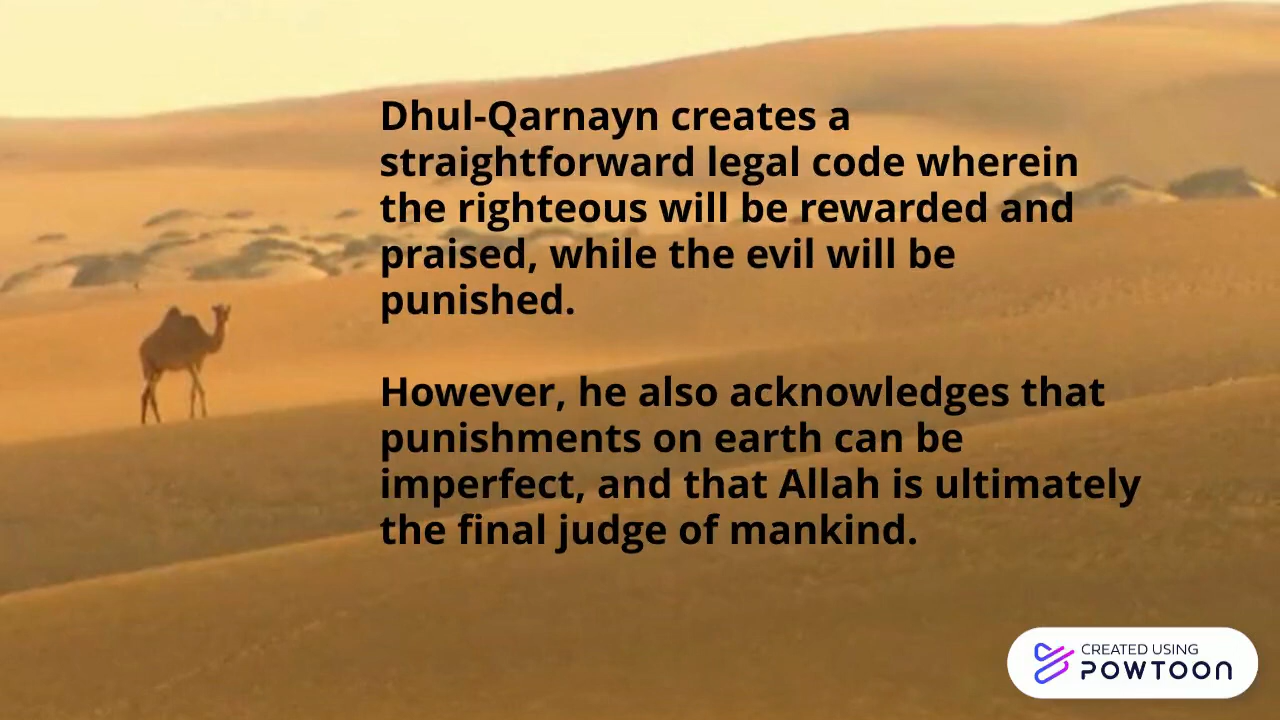 Dhul-Qarnayn creates a
straightforward legal code wherein
the righteous will be rewarded and
praised, while the evil will be
punished.
However, he also acknowledges that
punishments on earth can be
imperfect, and that Allah is ultimately
the final judge of mankind.
CREATED USING
POWTOON